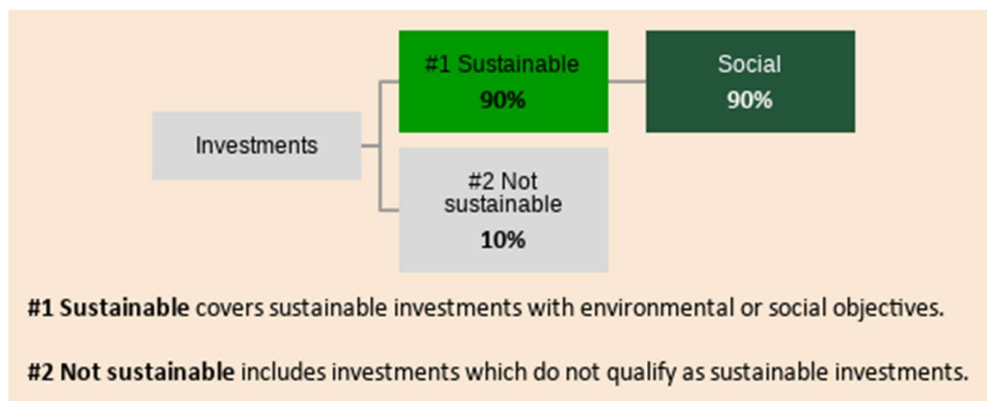 #1 Sustainable
90%
Social
90%
Investments
#2 Not
sustainable
10%
#1 Sustainable covers sustainable investments with environmental or social objectives.
#2 Not sustainable includes investments which do not qualify as sustainable investments.